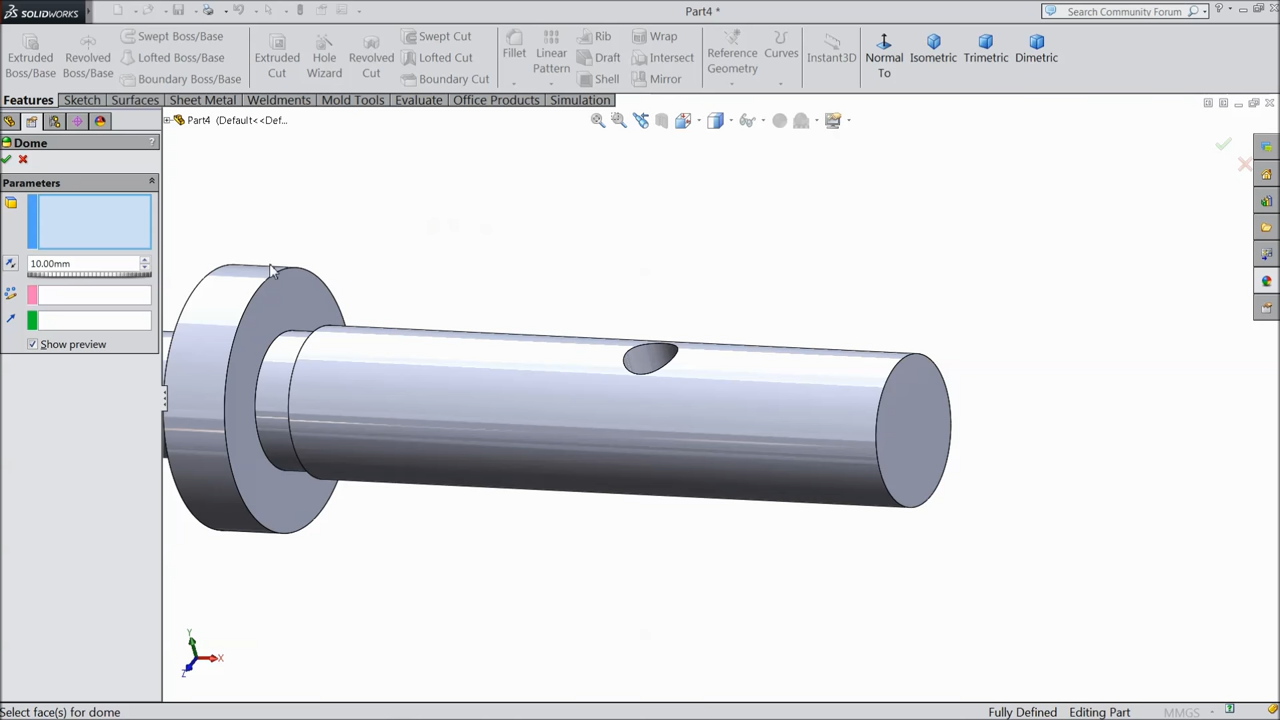 SOLIDWORKS
Part4 *
Search Community Forum
Extruded Boss/Base
Revolved Boss/Base
Swept Boss/Base
Lofted Boss/Base
Boundary Boss/Base
Extruded Cut
Hole Wizard
Revolved Cut
Swept Cut
Lofted Cut
Boundary Cut
Fillet
Linear Pattern
Rib
Draft
Shell
Wrap
Intersect
Mirror
Reference Geometry
Curves
Instant3D
Normal To
Isometric
Trimetric
Dimetric
Features Sketch Surfaces Sheet Metal Weldments Mold Tools Evaluate Office Products Simulation
Part4 (Default<<Def...
Dome ?
Parameters
10.00mm
Show preview
Y
X
Z
Select face(s) for dome Fully Defined Editing Part MMGS